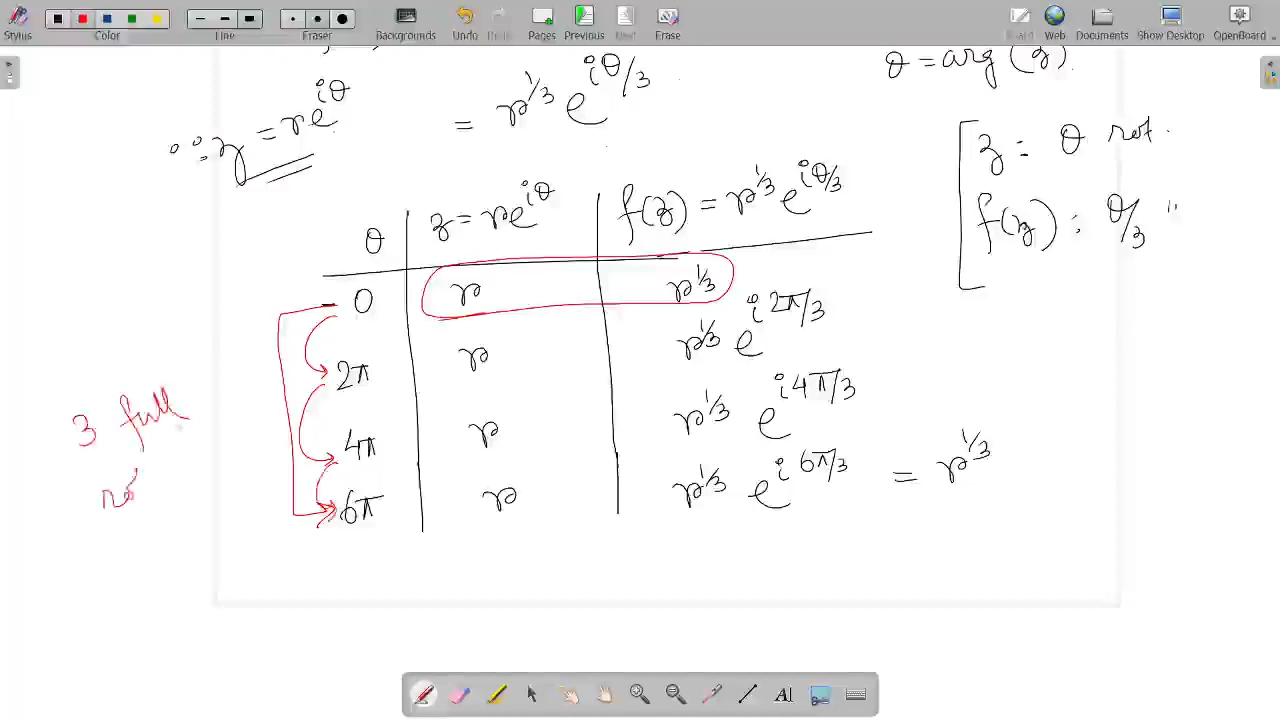 Stylus Color Line Eraser Backgrounds Undo Redo Pages Previous Next Erase Board Web Documents Show Desktop OpenBoard
θ = arg (z)
∵ z = re^{iθ} = r^{1/3} e^{iθ/3}
z : θ rot.
f(z) : θ/3 "
θ z = re^{iθ} f(z) = r^{1/3} e^{iθ/3}
0 r r^{1/3}
2π r r^{1/3} e^{i2π/3}
4π r r^{1/3} e^{i4π/3}
6π r r^{1/3} e^{i6π/3} = r^{1/3}
3 full
ro